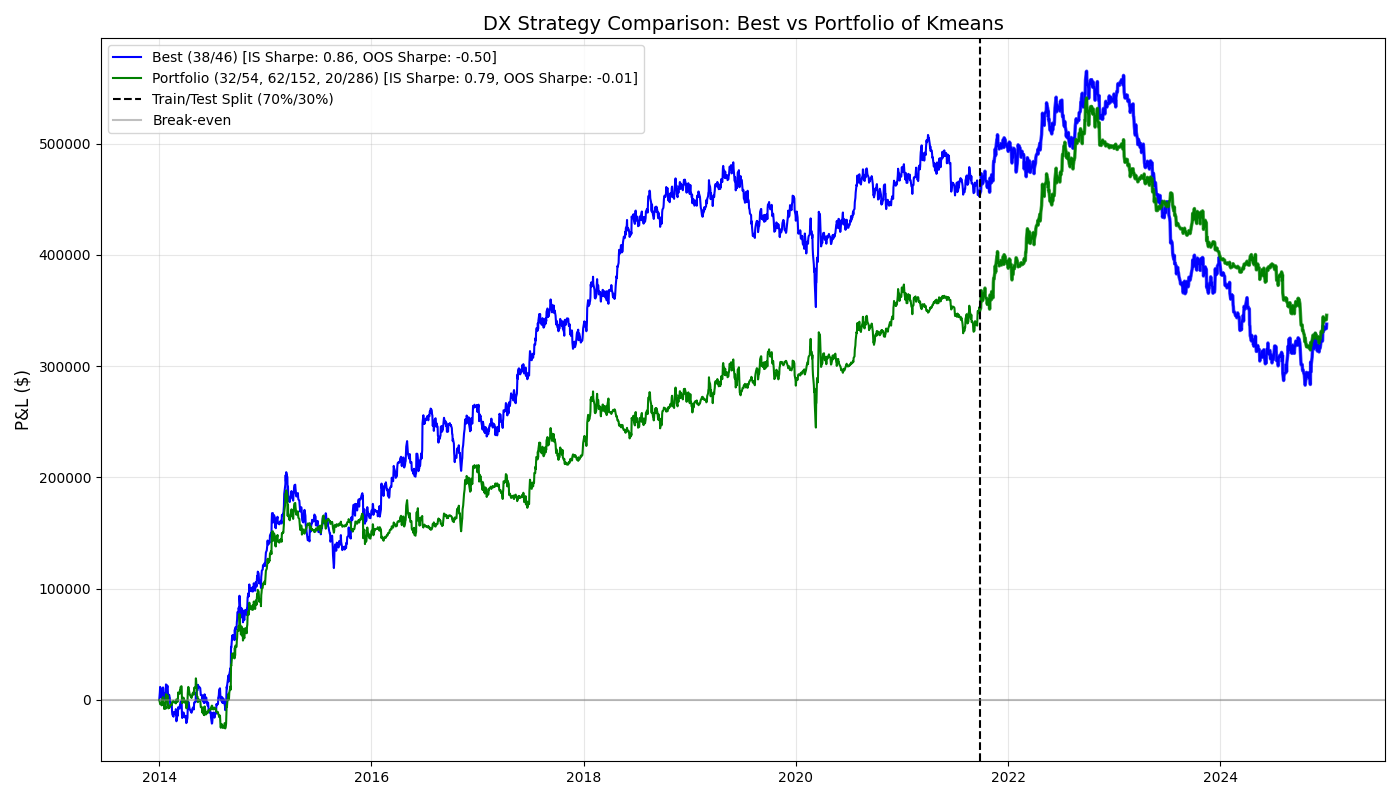 DX Strategy Comparison: Best vs Portfolio of Kmeans
Best (38/46) [IS Sharpe: 0.86, OOS Sharpe: -0.50]
Portfolio (32/54, 62/152, 20/286) [IS Sharpe: 0.79, OOS Sharpe: -0.01]
Train/Test Split (70%/30%)
Break-even
P&L ($)
500000
400000
300000
200000
100000
0
2014
2016
2018
2020
2022
2024